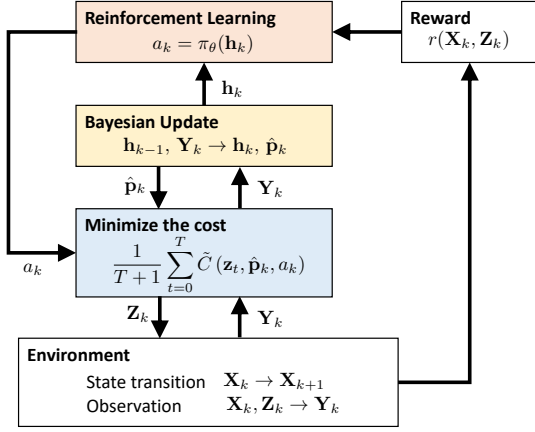 Reinforcement Learning
a_k = π_θ(h_k)
Reward
r(X_k, Z_k)
h_k
Bayesian Update
h_{k−1}, Y_k → h_k, p̂_k
p̂_k
Y_k
Minimize the cost
\frac{1}{T+1} \sum_{t=0}^{T} C̃ (z_t, p̂_k, a_k)
a_k
Z_k
Y_k
Environment
State transition X_k → X_{k+1}
Observation X_k, Z_k → Y_k